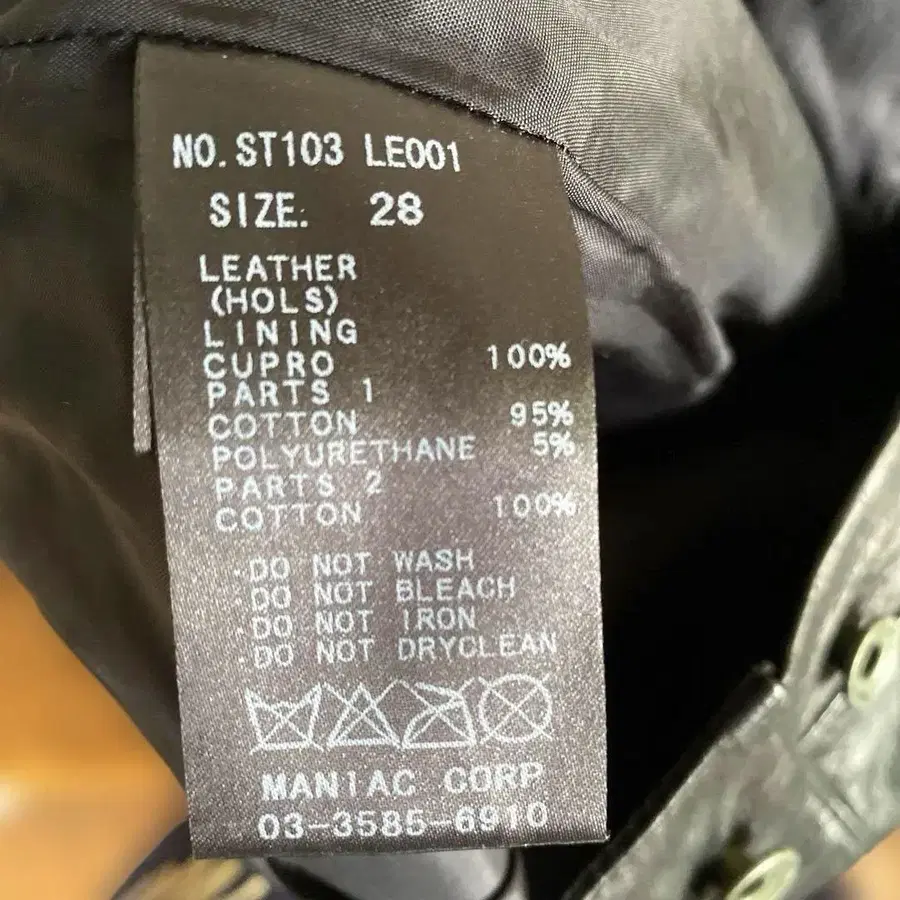 NO.ST103 LE001
SIZE. 28
LEATHER
(HOLS)
LINING
CUPRO 100%
PARTS 1
COTTON 95%
POLYURETHANE 5%
PARTS 2
COTTON 100%
·DO NOT WASH
·DO NOT BLEACH
·DO NOT IRON
·DO NOT DRYCLEAN
MANIAC CORP
03-3585-6910